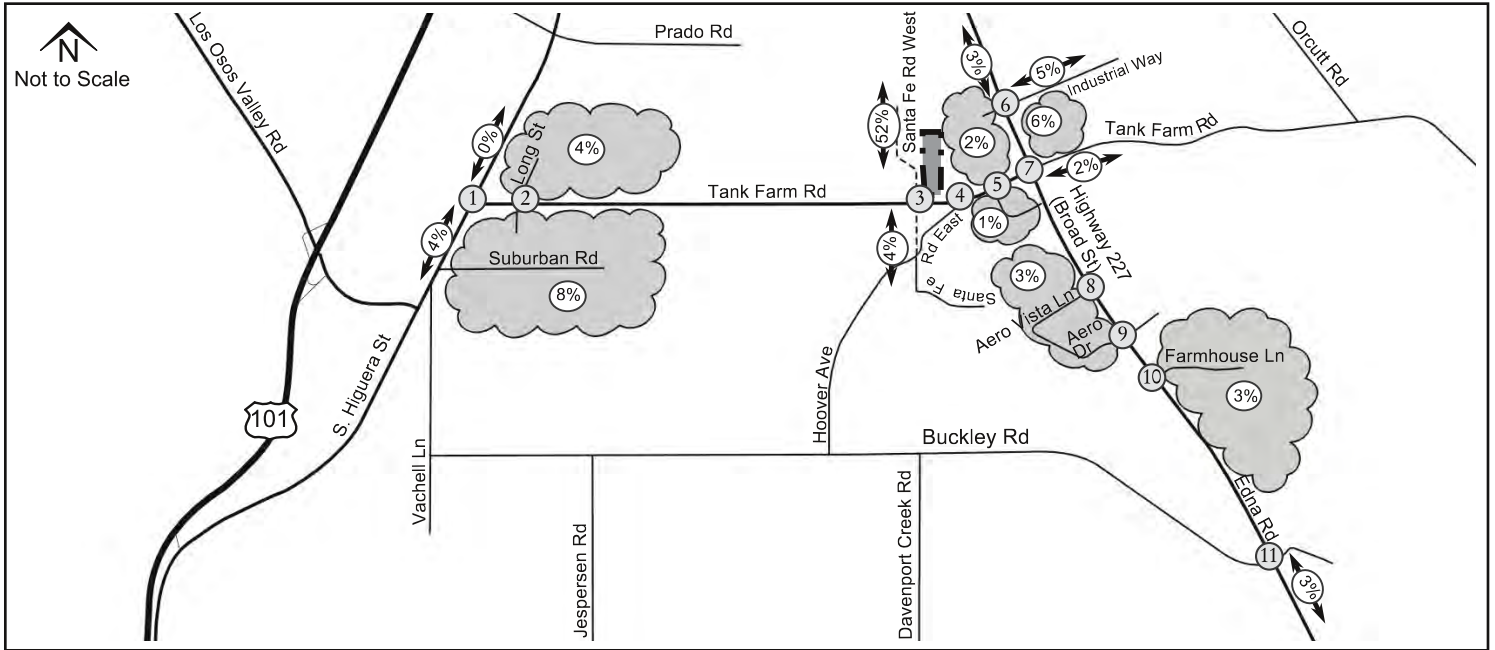 N
Not to Scale
Los Osos Valley Rd
Prado Rd
Santa Fe Rd West
3%
5%
Industrial Way
Orcutt Rd
6
52%
6%
2%
Tank Farm Rd
0%
Long St
4%
7
2%
1
2
Tank Farm Rd
3
4
5
Highway 227
(Broad St)
1%
4%
4%
Rd East
Santa Fe
Suburban Rd
8%
3%
8
Aero Vista Ln
Aero
Dr
9
Farmhouse Ln
10
3%
S. Higuera St
101
Hoover Ave
Buckley Rd
Vachell Ln
Jespersen Rd
Davenport Creek Rd
Edna Rd
11
3%